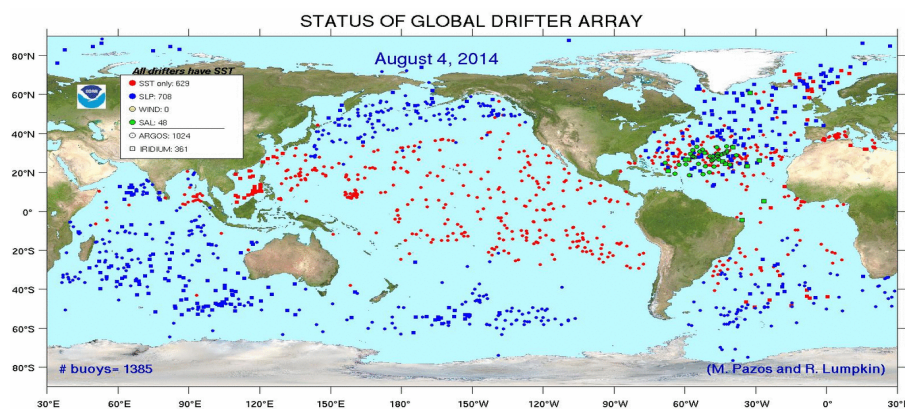 STATUS OF GLOBAL DRIFTER ARRAY
August 4, 2014
All drifters have SST
SST only: 629
SLP: 708
WIND: 0
SAL: 48
ARGOS: 1024
IRIDIUM: 361
NOAA
80°N
60°N
40°N
20°N
0°
20°S
40°S
60°S
80°S
# buoys= 1385
(M. Pazos and R. Lumpkin)
30°E 60°E 90°E 120°E 150°E 180°W 150°W 120°W 90°W 60°W 30°W 0° 30°E